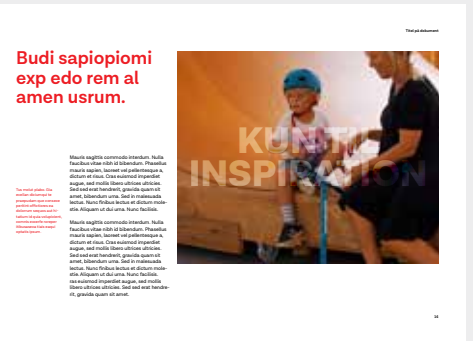 Titel på dokument
Budi sapiopiomi
exp edo rem al
amen usrum.
KUN TIL
INSPIRATION
Mauris sagittis commodo interdum. Nulla
faucibus vitae nibh id bibendum. Phasellus
mauris sapien, laoreet vel pellentesque a,
dictum et risus. Cras euismod imperdiet
augue, sed mollis libero ultrices ultricies.
Sed sed erat hendrerit, gravida quam sit
amet, bibendum urna. Sed in malesuada
lectus. Nunc finibus lectus et dictum mole-
stie. Aliquam ut dui urna. Nunc facilisis.
Mauris sagittis commodo interdum. Nulla
faucibus vitae nibh id bibendum. Phasellus
mauris sapien, laoreet vel pellentesque a,
dictum et risus. Cras euismod imperdiet
augue, sed mollis libero ultrices ultricies.
Sed sed erat hendrerit, gravida quam sit
amet, bibendum urna. Sed in malesuada
lectus. Nunc finibus lectus et dictum mole-
stie. Aliquam ut dui urna. Nunc facilisis.
ras euismod imperdiet augue, sed mollis
libero ultrices ultricies. Sed sed erat hendre-
rit, gravida quam sit amet.